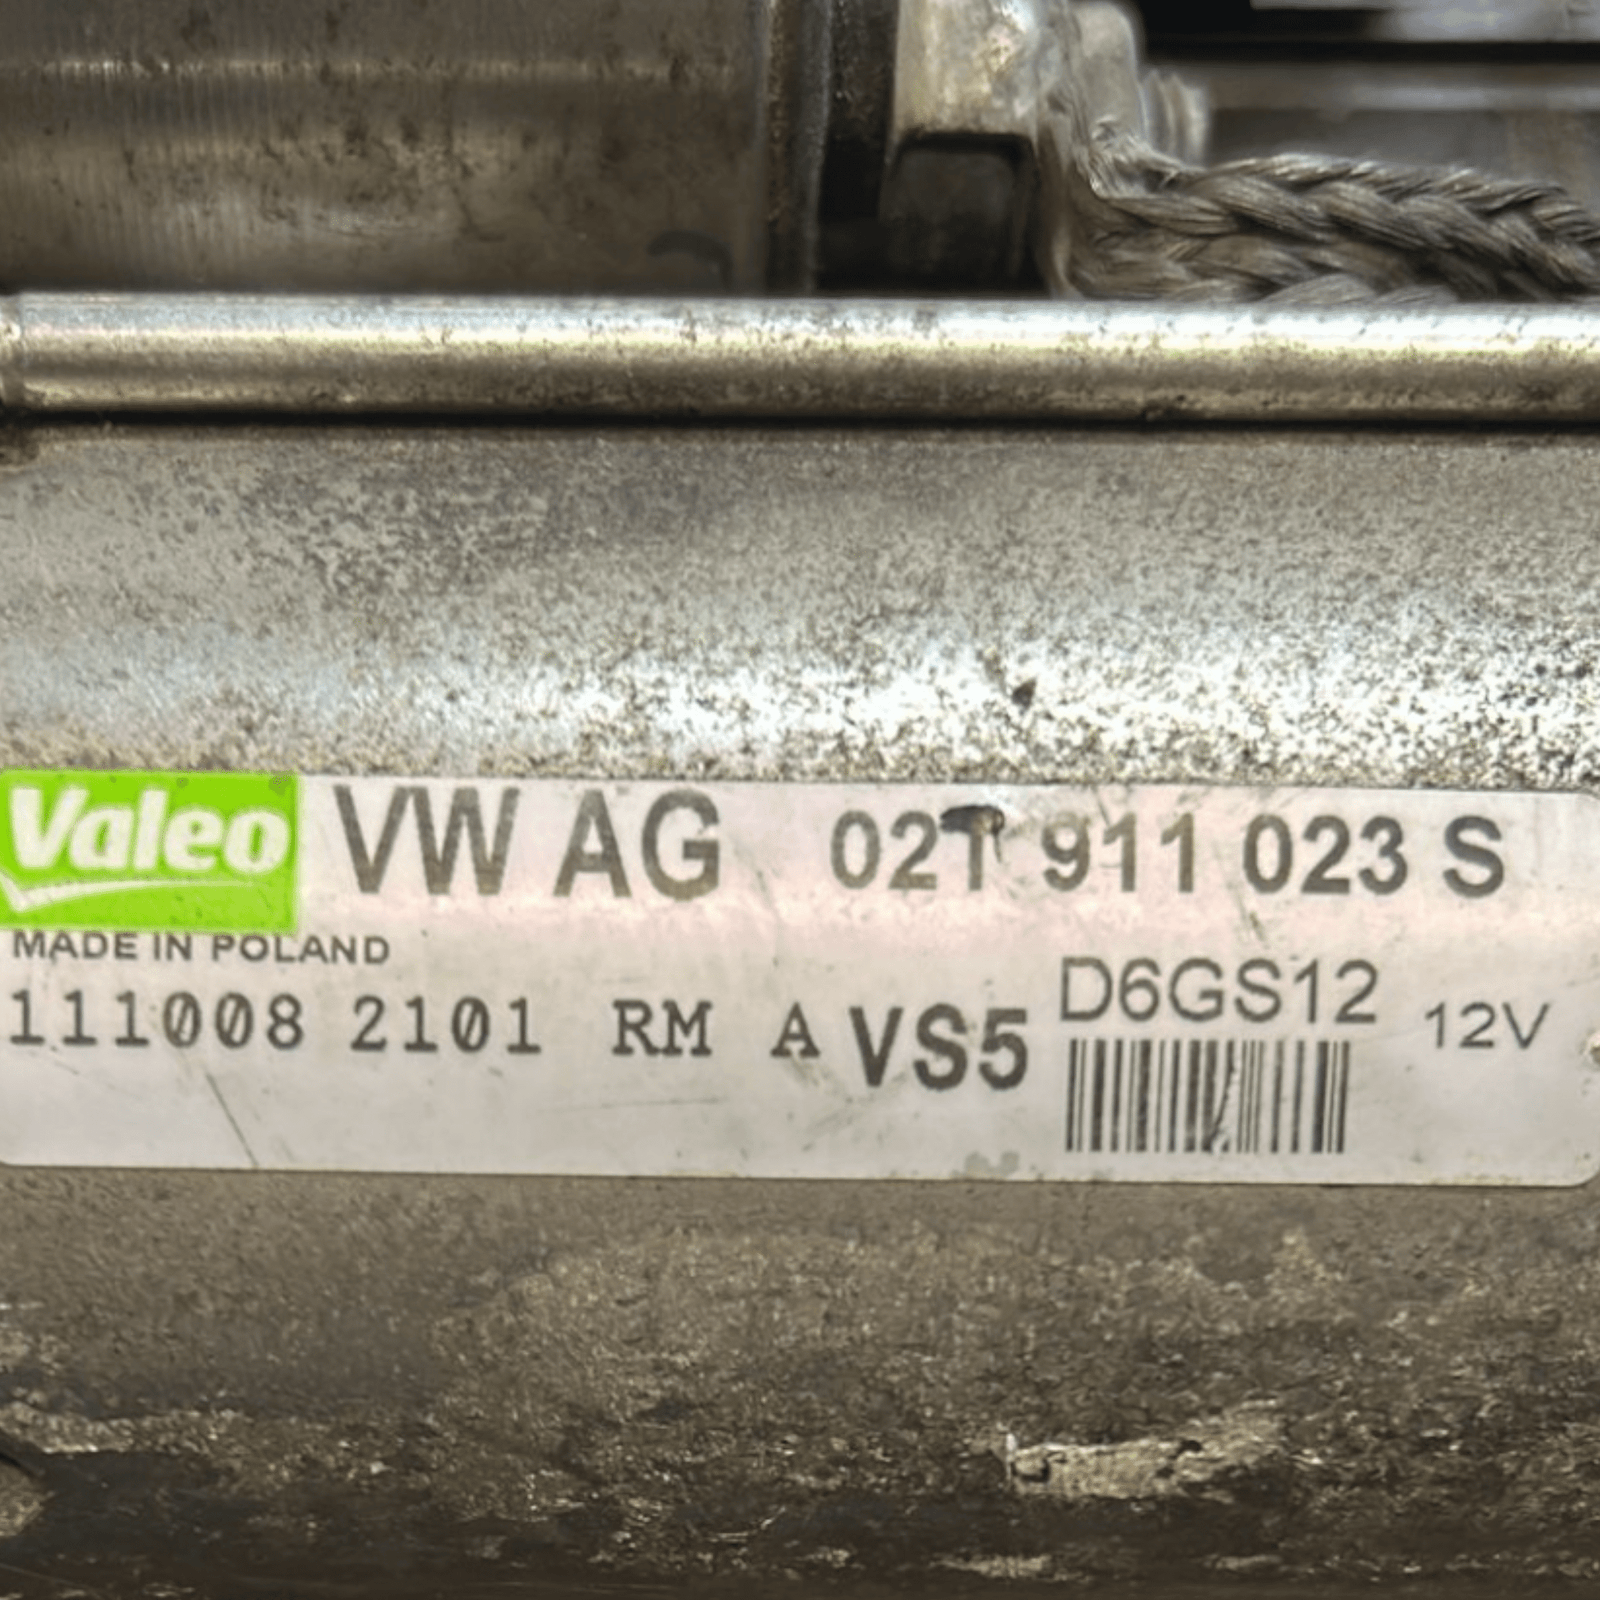 Valeo VW AG 02T 911 023 S
MADE IN POLAND
111008 2101 RM A VS5 D6GS12 12V